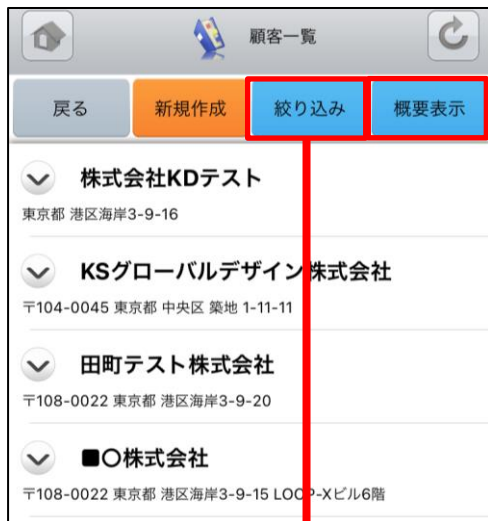 顧客一覧
戻る 新規作成 絞り込み 概要表示
株式会社KDテスト
東京都 港区海岸3-9-16
KSグローバルデザイン株式会社
〒104-0045 東京都 中央区 築地 1-11-11
田町テスト株式会社
〒108-0022 東京都 港区海岸3-9-20
■〇株式会社
〒108-0022 東京都 港区海岸3-9-15 LOOP-Xビル6階